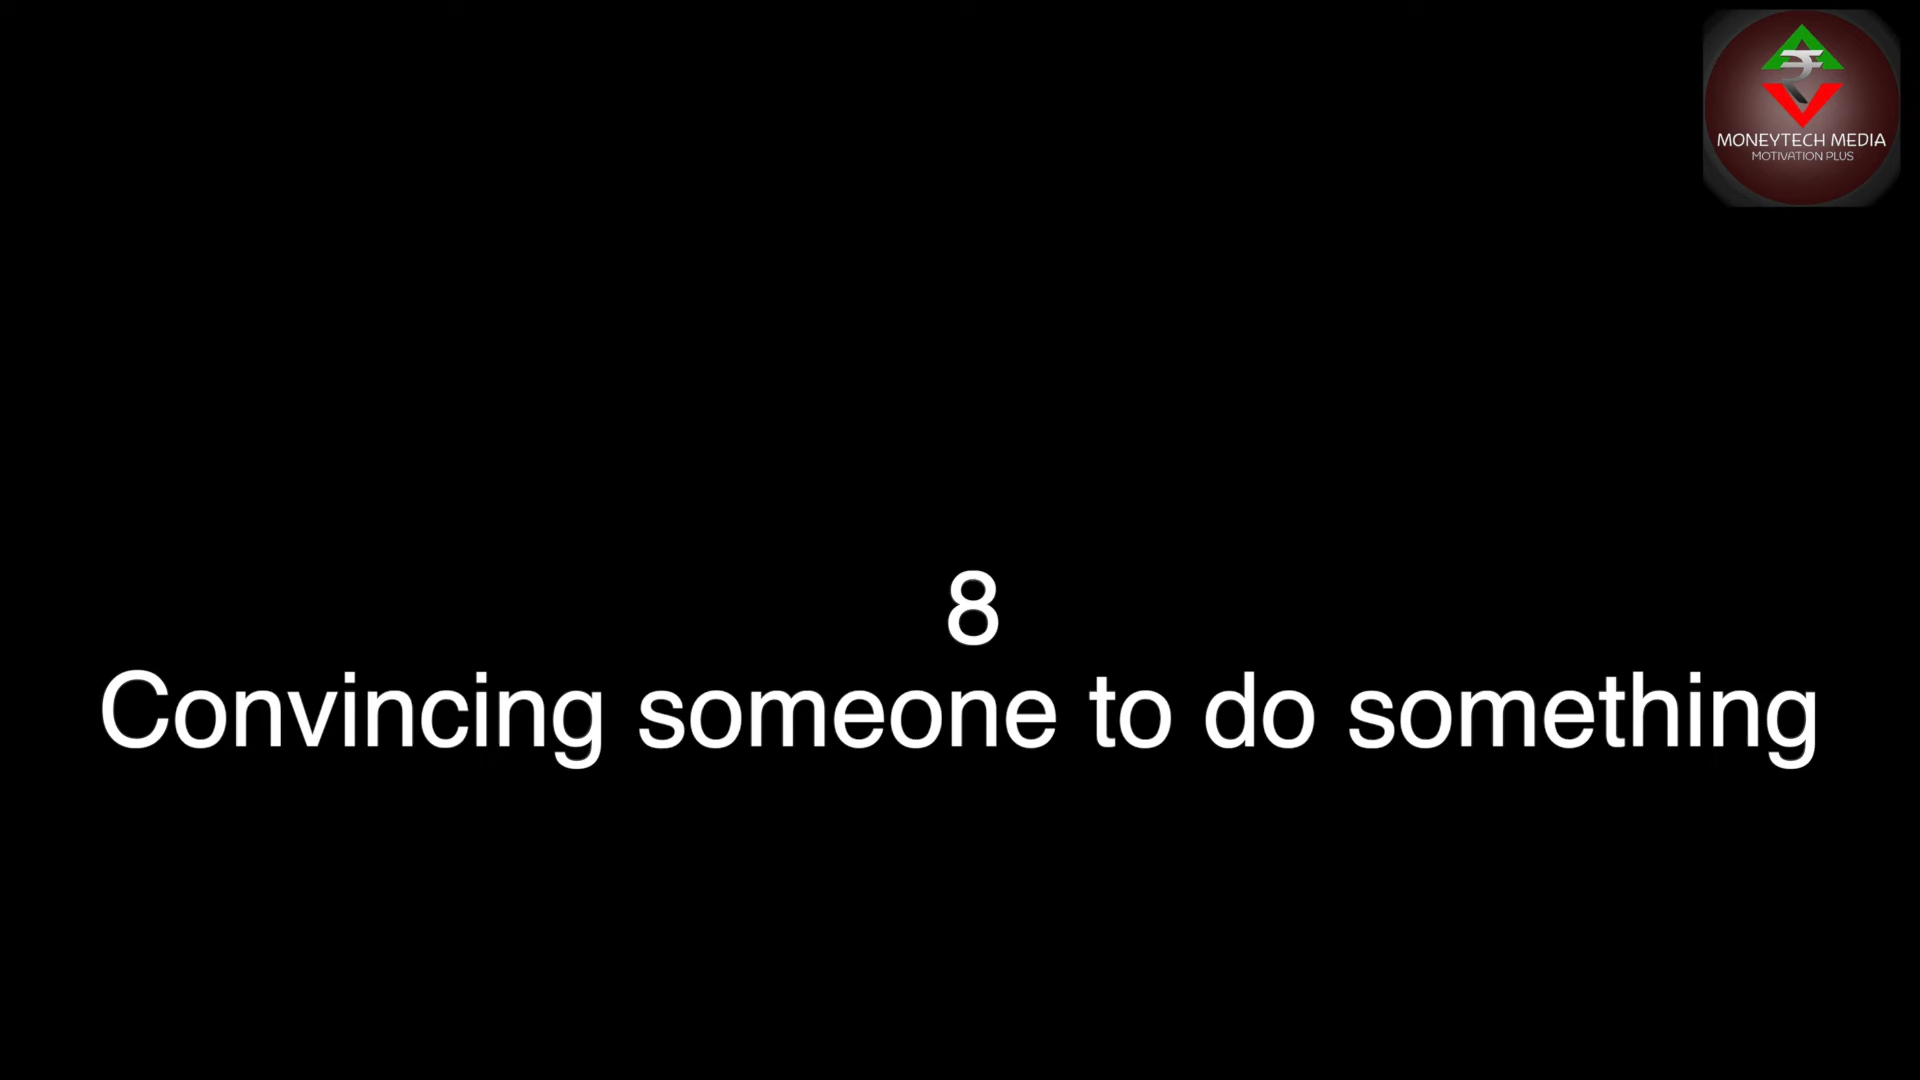 ₹
MONEYTECH MEDIA
MOTIVATION PLUS
8
Convincing someone to do something